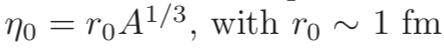 η₀ = r₀A^{1/3}, with r₀ ∼ 1 fm